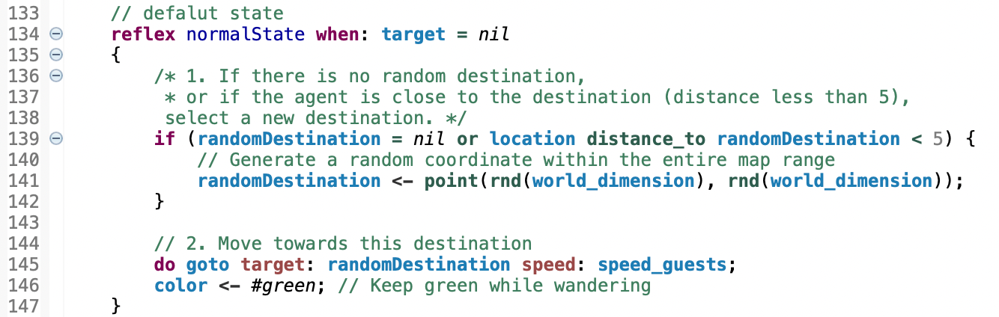 133 // defalut state
134 reflex normalState when: target = nil
135 {
136 /* 1. If there is no random destination,
137 * or if the agent is close to the destination (distance less than 5),
138 select a new destination. */
139 if (randomDestination = nil or location distance_to randomDestination < 5) {
140 // Generate a random coordinate within the entire map range
141 randomDestination <- point(rnd(world_dimension), rnd(world_dimension));
142 }
143
144 // 2. Move towards this destination
145 do goto target: randomDestination speed: speed_guests;
146 color <- #green; // Keep green while wandering
147 }